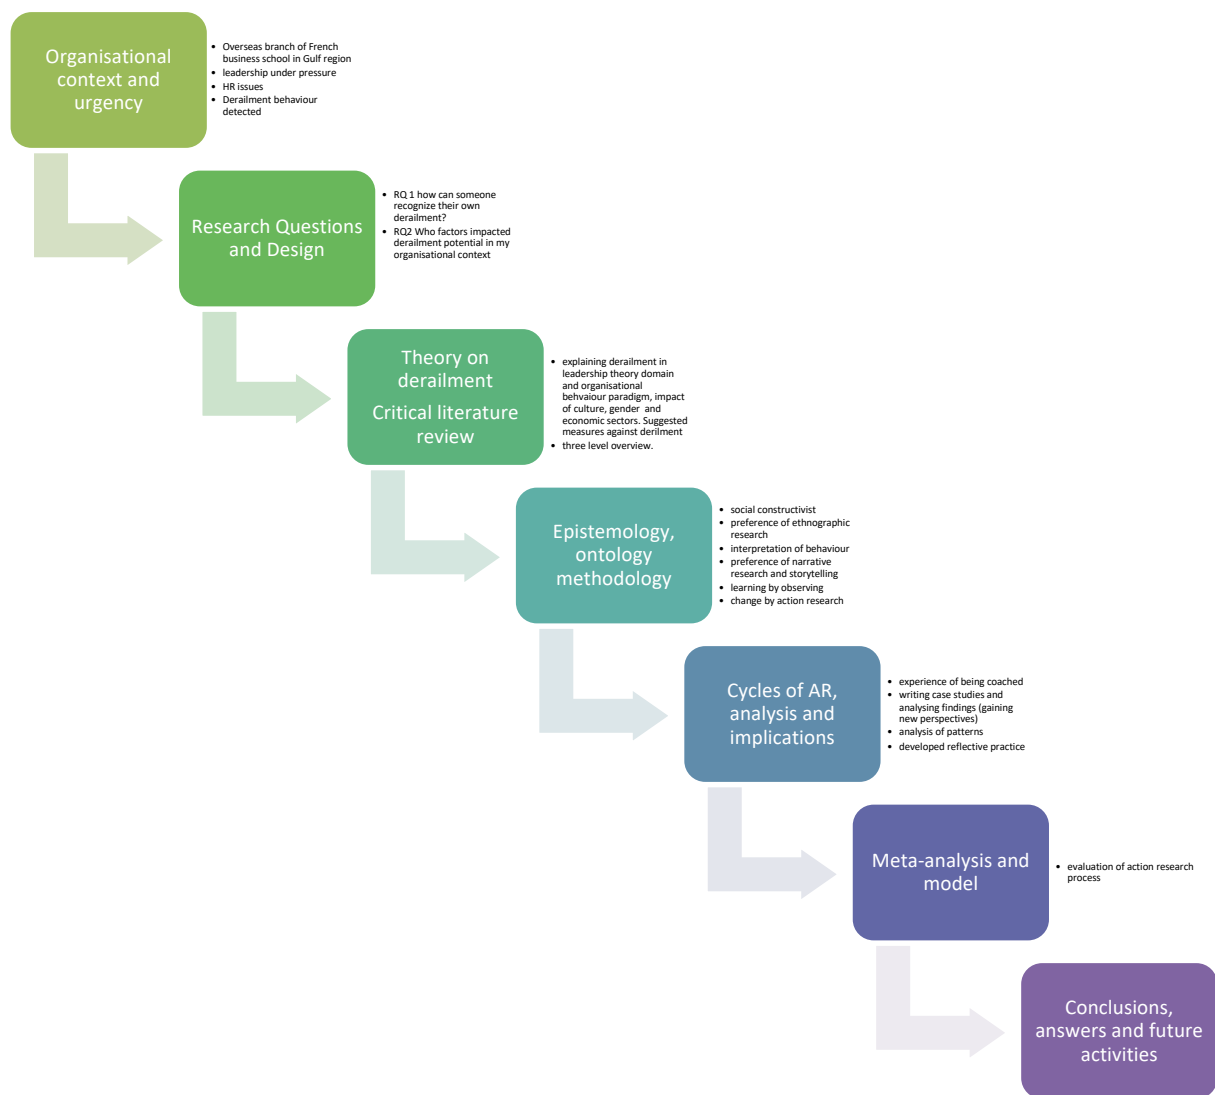 Organisational
context and
urgency
• Overseas branch of French
business school in Gulf region
• leadership under pressure
• HR issues
• Derailment behaviour
detected
Research Questions
and Design
• RQ 1 how can someone
recognize their own
derailment?
• RQ2 Who factors impacted
derailment potential in my
organisational context
Theory on
derailment
Critical literature
review
• explaining derailment in
leadership theory domain
and organisational
behvaiour paradigm, impact
of culture, gender and
economic sectors. Suggested
measures against derilment
• three level overview.
Epistemology,
ontology
methodology
• social constructivist
• preference of ethnographic
research
• interpretation of behaviour
• preference of narrative
research and storytelling
• learning by observing
• change by action research
Cycles of AR,
analysis and
implications
• experience of being coached
• writing case studies and
analysing findings (gaining
new perspectives)
• analysis of patterns
• developed reflective practice
Meta-analysis and
model
• evaluation of action research
process
Conclusions,
answers and future
activities